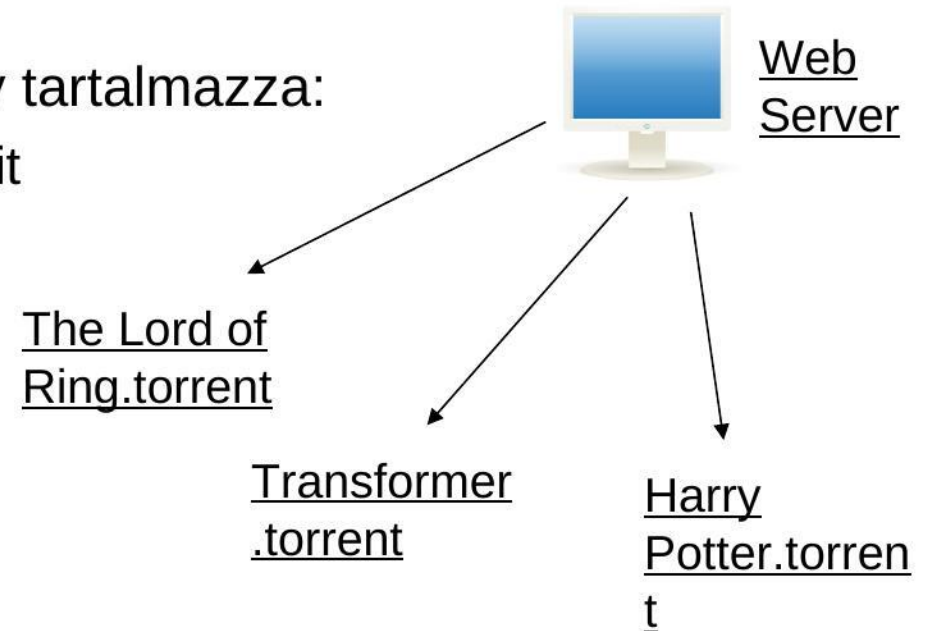 tartalmazza:
it
Web
Server
The Lord of
Ring.torrent
Transformer
.torrent
Harry
Potter.torren
t